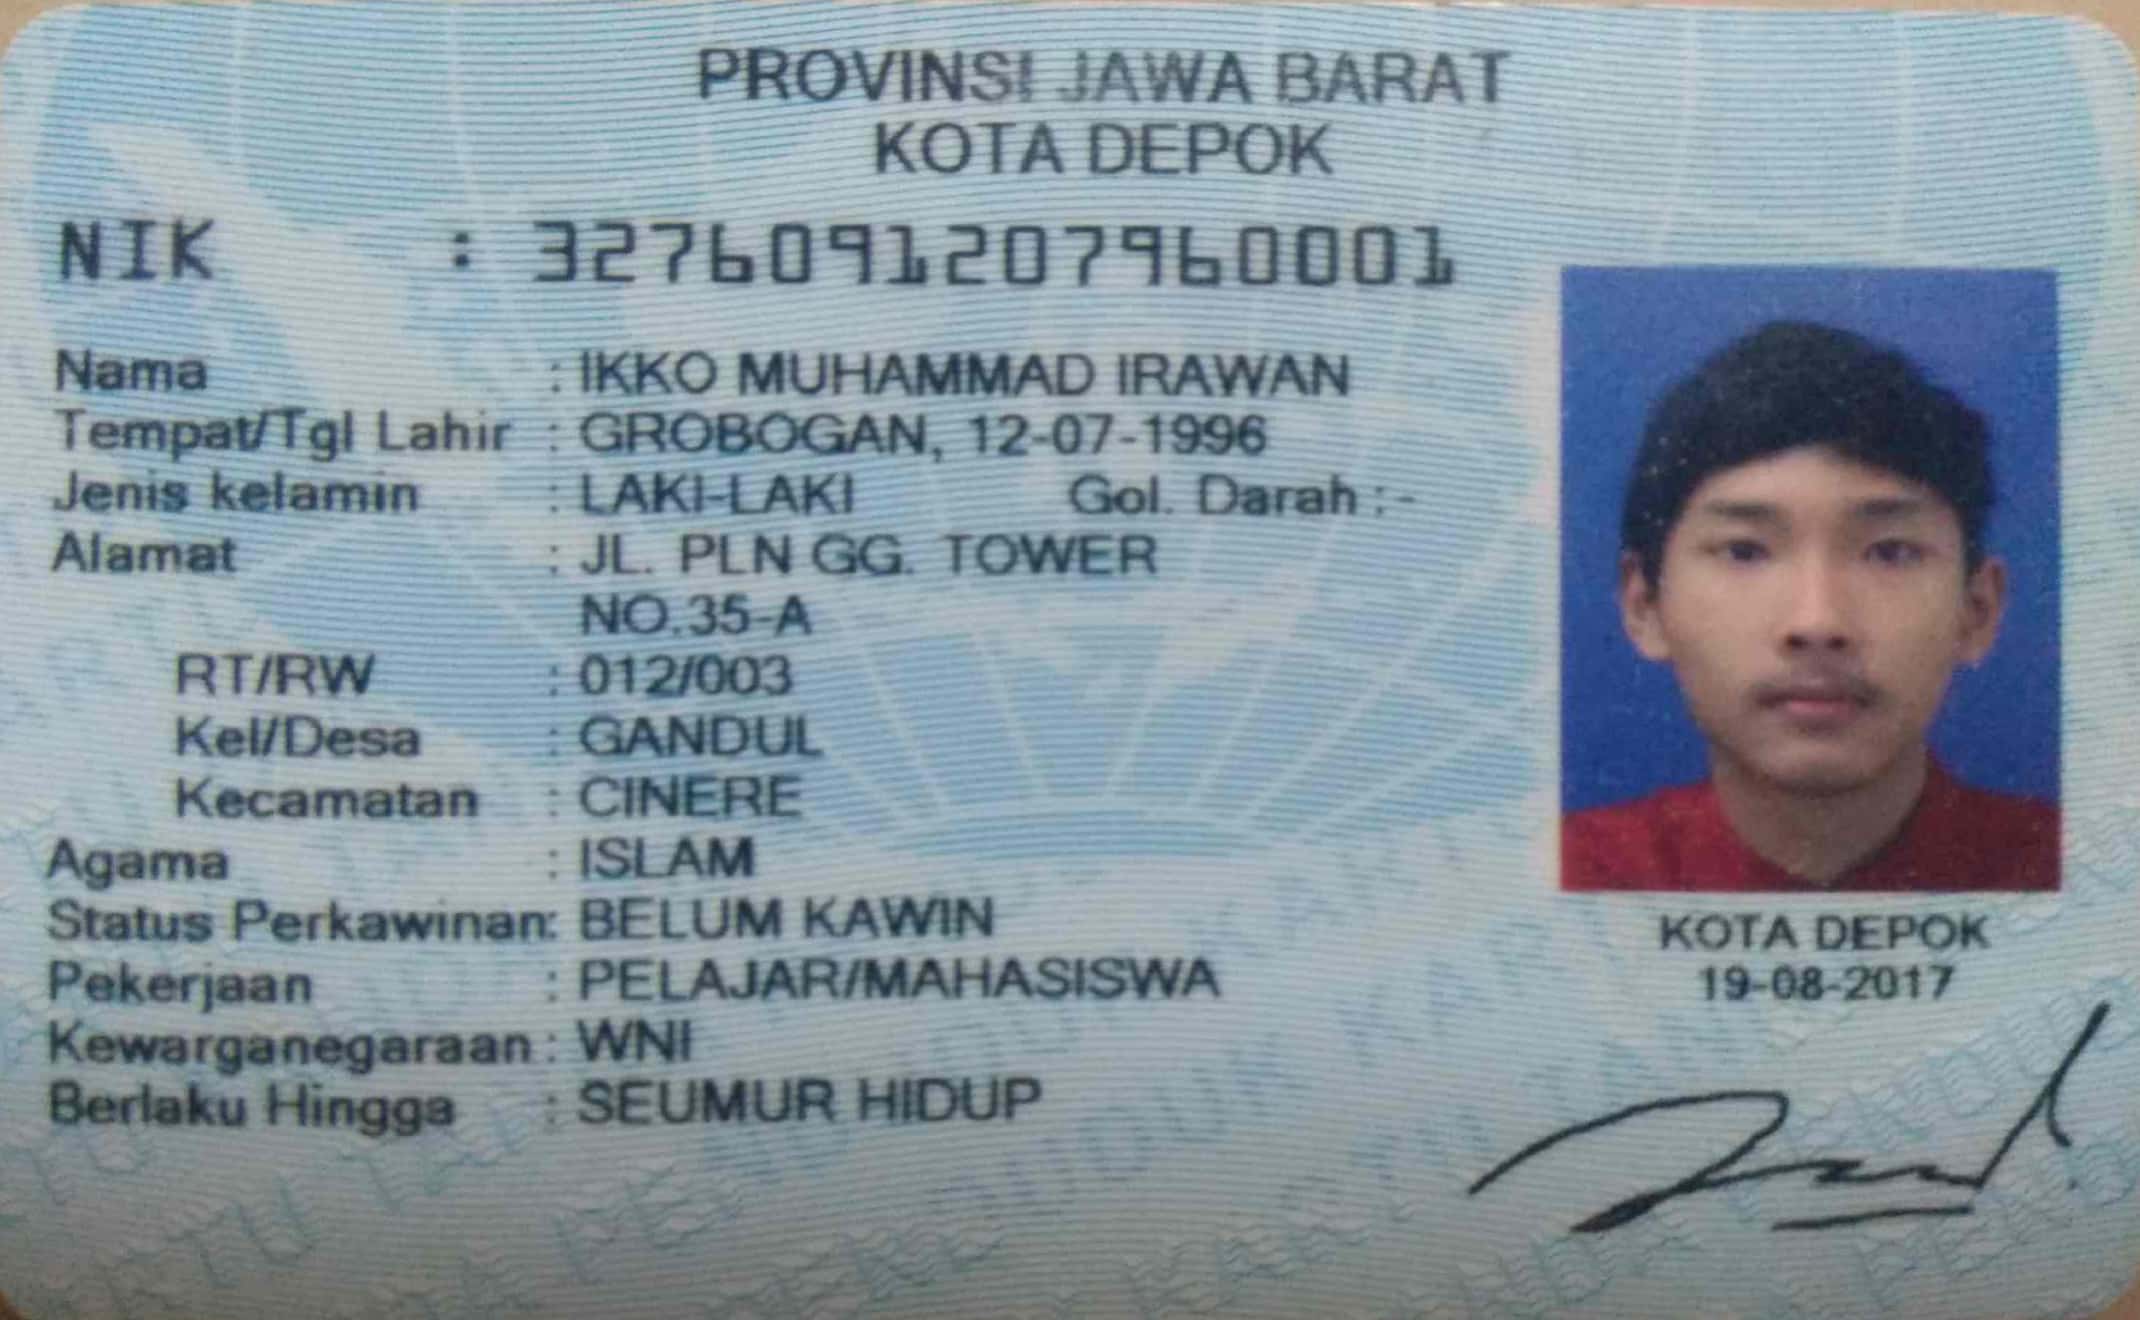 PROVINSI JAWA BARAT
KOTA DEPOK
NIK : 3276091207960001
Nama : IKKO MUHAMMAD IRAWAN
Tempat/Tgl Lahir : GROBOGAN, 12-07-1996
Jenis kelamin : LAKI-LAKI Gol. Darah :-
Alamat : JL. PLN GG. TOWER
NO.35-A
RT/RW : 012/003
Kel/Desa : GANDUL
Kecamatan : CINERE
Agama : ISLAM
Status Perkawinan: BELUM KAWIN
Pekerjaan : PELAJAR/MAHASISWA
Kewarganegaraan : WNI
Berlaku Hingga : SEUMUR HIDUP
KOTA DEPOK
19-08-2017